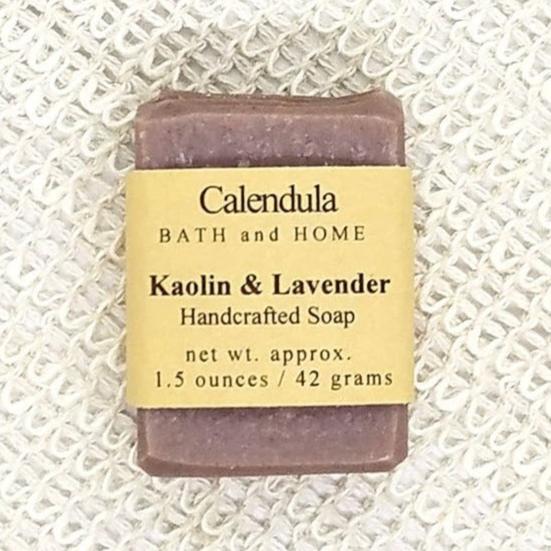 Calendula
BATH and HOME
Kaolin & Lavender
Handcrafted Soap
net wt. approx.
1.5 ounces / 42 grams